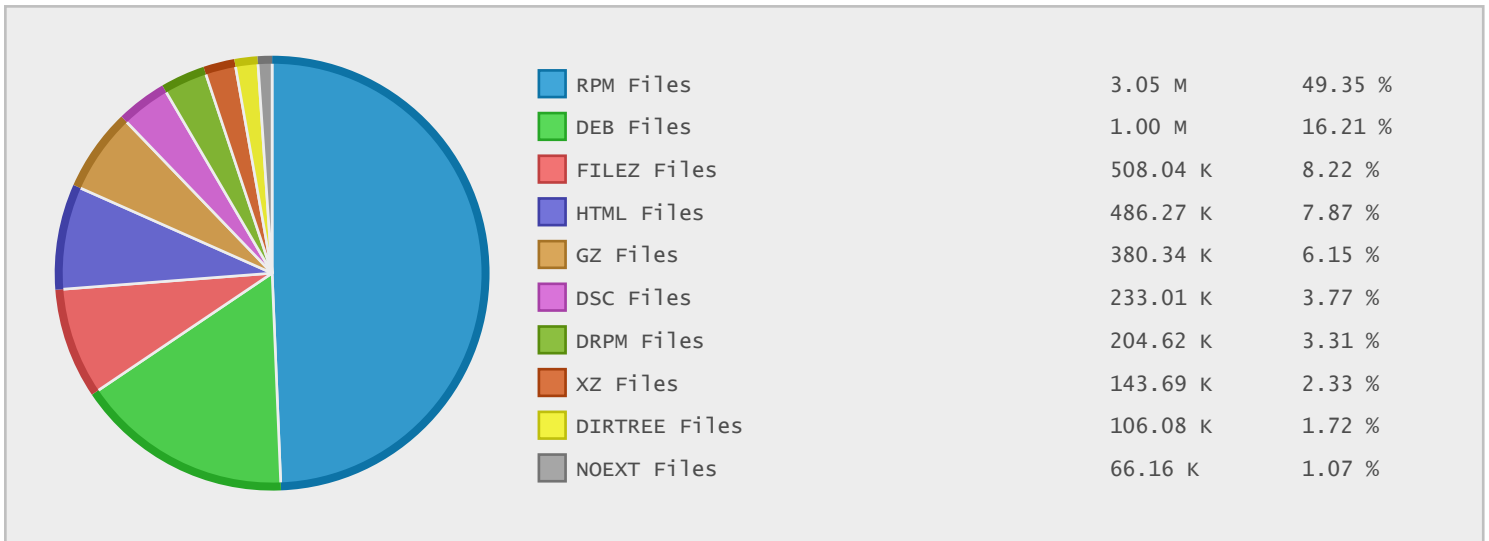 RPM Files 3.05 M 49.35 %
DEB Files 1.00 M 16.21 %
FILEZ Files 508.04 K 8.22 %
HTML Files 486.27 K 7.87 %
GZ Files 380.34 K 6.15 %
DSC Files 233.01 K 3.77 %
DRPM Files 204.62 K 3.31 %
XZ Files 143.69 K 2.33 %
DIRTREE Files 106.08 K 1.72 %
NOEXT Files 66.16 K 1.07 %